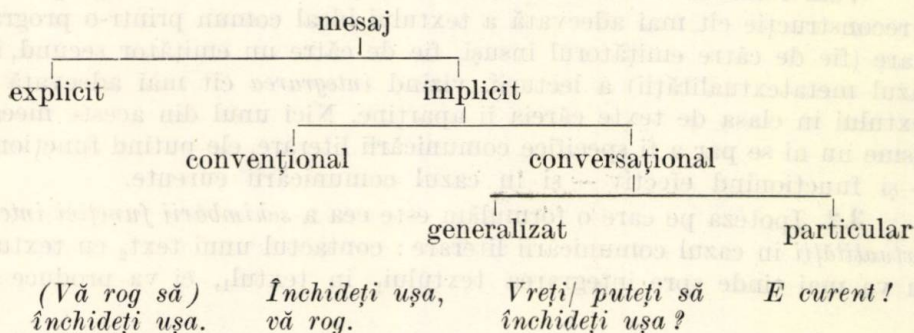 mesaj
explicit implicit
convențional conversațional
generalizat particular
(Vă rog să) Închideți ușa, Vreți/ puteți să E curent !
închideți ușa. vă rog. închideți ușa ?